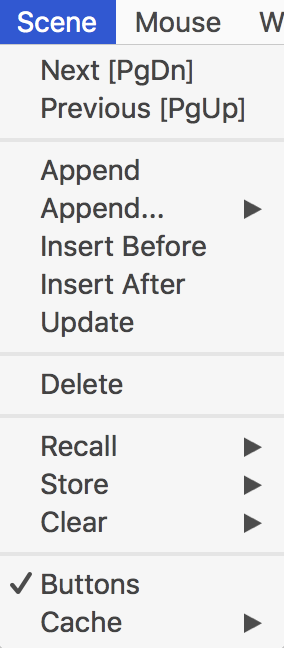 Scene Mouse W
Next [PgDn]
Previous [PgUp]
Append
Append...
Insert Before
Insert After
Update
Delete
Recall
Store
Clear
Buttons
Cache